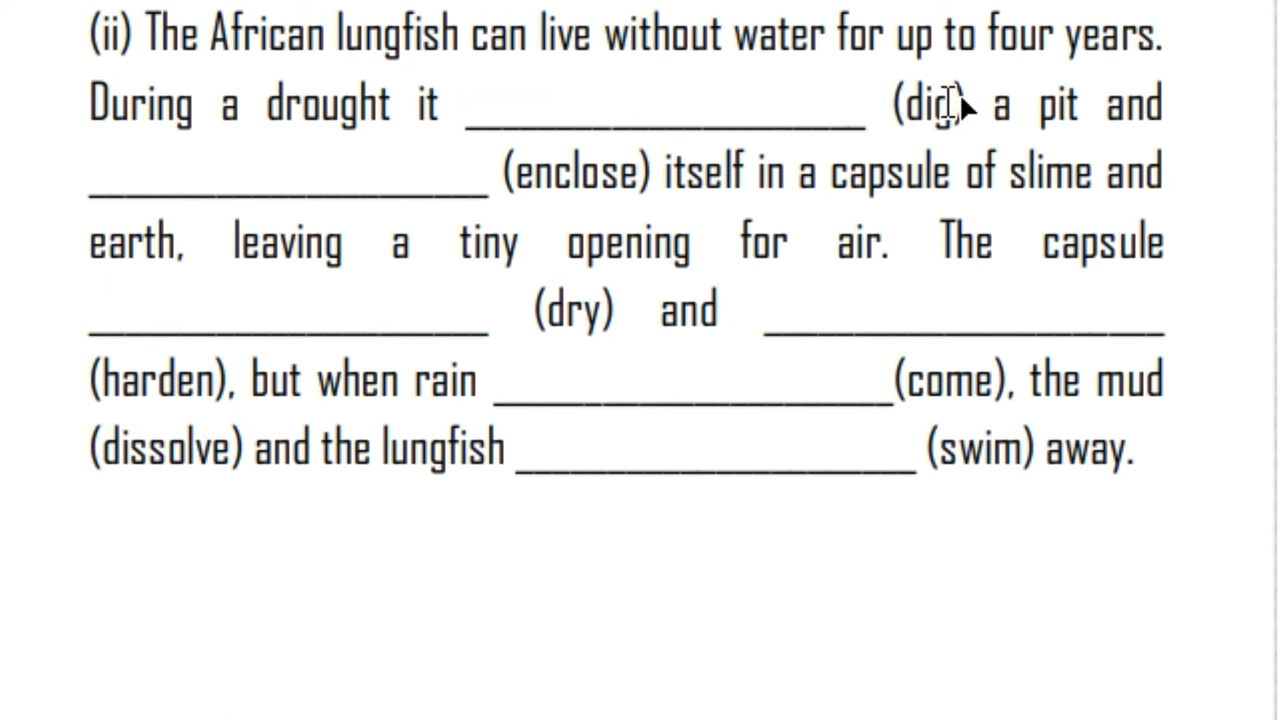 (ii) The African lungfish can live without water for up to four years.
During a drought it ____________________ (dig) a pit and
____________________ (enclose) itself in a capsule of slime and
earth, leaving a tiny opening for air. The capsule
____________________ (dry) and ____________________
(harden), but when rain ____________________(come), the mud
(dissolve) and the lungfish ____________________ (swim) away.